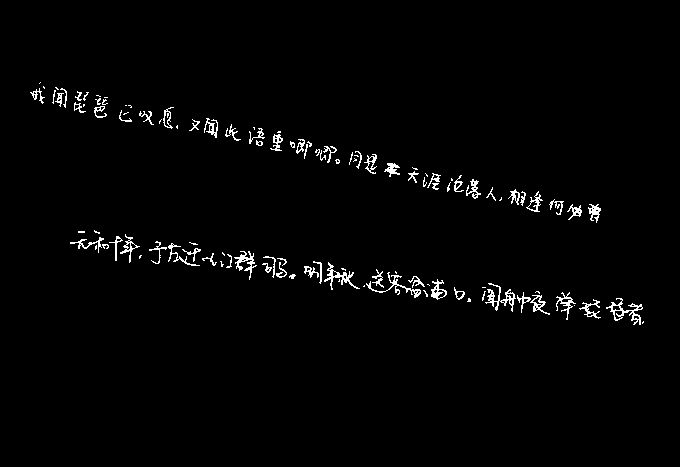 我闻琵琶已叹息,又闻此语重唧唧。同是天涯沦落人,相逢何必曾
元和十年,予左迁九江郡司马。明年秋,送客湓浦口。闻舟中夜弹琵琶者